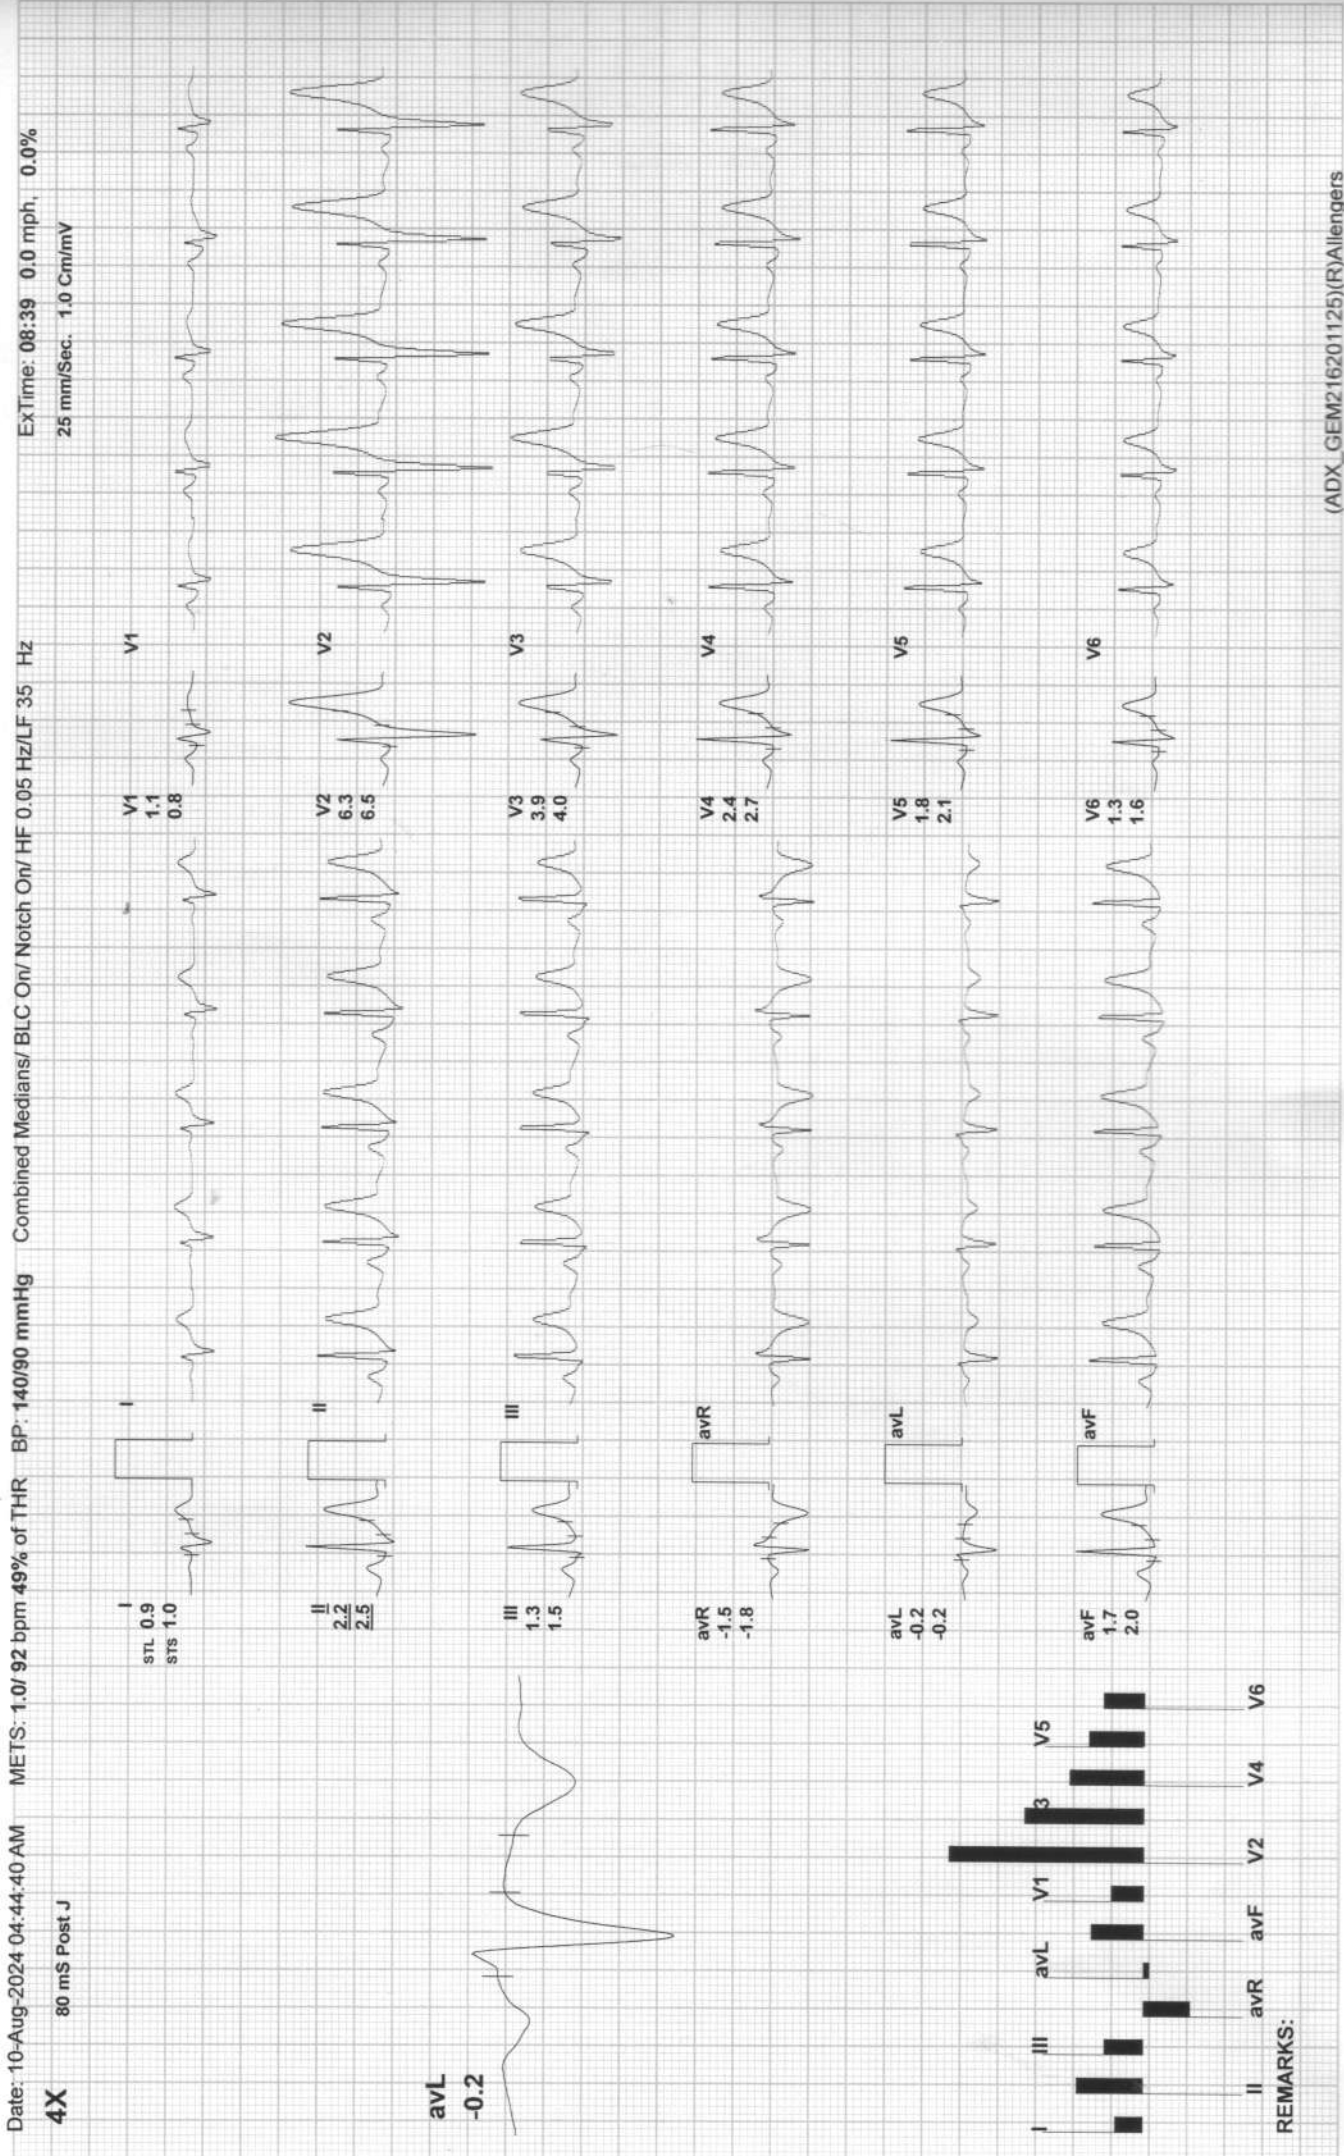 Date: 10-Aug-2024 04:44:40 AM METS: 1.0/ 92 bpm 49% of THR BP: 140/90 mmHg Combined Medians/ BLC On/ Notch On/ HF 0.05 Hz/LF 35 Hz ExTime: 08:39 0.0 mph, 0.0%
4X 80 mS Post J 25 mm/Sec. 1.0 Cm/mV
I
STL 0.9
STS 1.0
I
V1
1.1
0.8
V1
II
2.2
2.5
II
V2
6.3
6.5
V2
avL
-0.2
III
1.3
1.5
III
V3
3.9
4.0
V3
avR
-1.5
-1.8
avR
V4
2.4
2.7
V4
avL
-0.2
-0.2
avL
V5
1.8
2.1
V5
avF
1.7
2.0
avF
V6
1.3
1.6
V6
I III avL V1 3 V5
II avR avF V2 V4 V6
REMARKS:
(ADX_GEM216201125)(R)Allengers